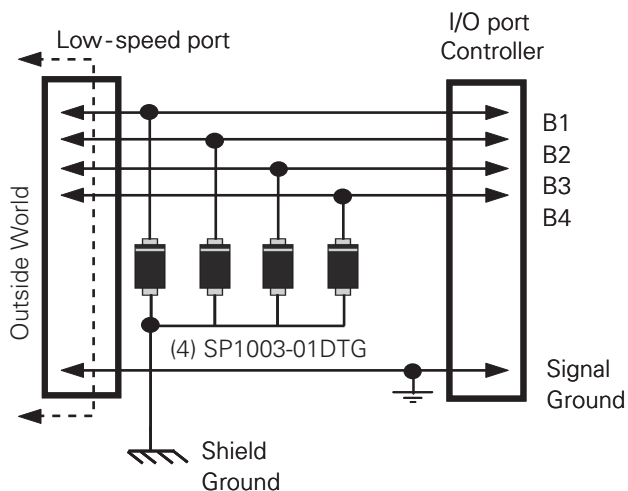 Low-speed port
I/O port
Controller
B1
B2
B3
B4
Outside World
(4) SP1003-01DTG
Signal
Ground
Shield
Ground